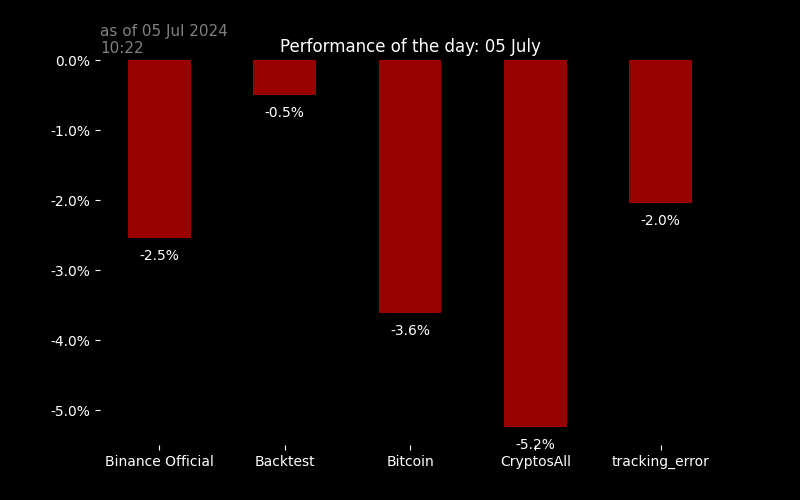 as of 05 Jul 2024
10:22
Performance of the day: 05 July
0.0%
-1.0%
-2.0%
-3.0%
-4.0%
-5.0%
-2.5%
-0.5%
-3.6%
-5.2%
-2.0%
Binance Official
Backtest
Bitcoin
CryptosAll
tracking_error